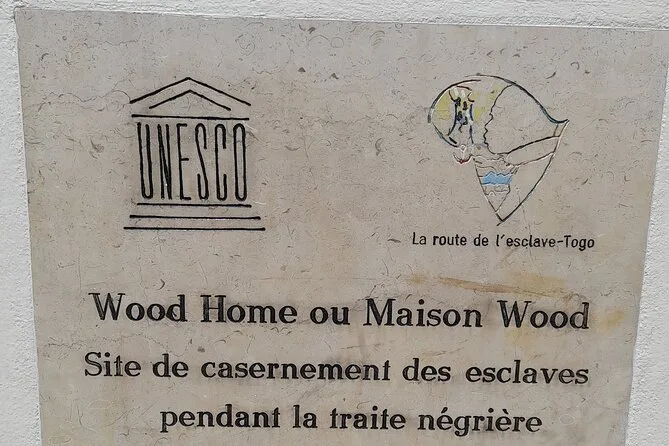 UNESCO
La route de l'esclave-Togo
Wood Home ou Maison Wood
Site de casernement des esclaves
pendant la traite négrière